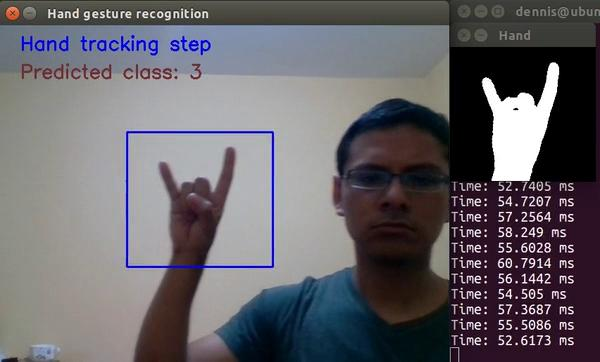 Hand gesture recognition
Hand tracking step
Predicted class: 3
dennis@ubun
Hand
Time: 52.7405 ms
Time: 54.7207 ms
Time: 57.2564 ms
Time: 58.249 ms
Time: 55.6028 ms
Time: 60.7914 ms
Time: 56.1442 ms
Time: 54.505 ms
Time: 57.3687 ms
Time: 55.5086 ms
Time: 52.6173 ms